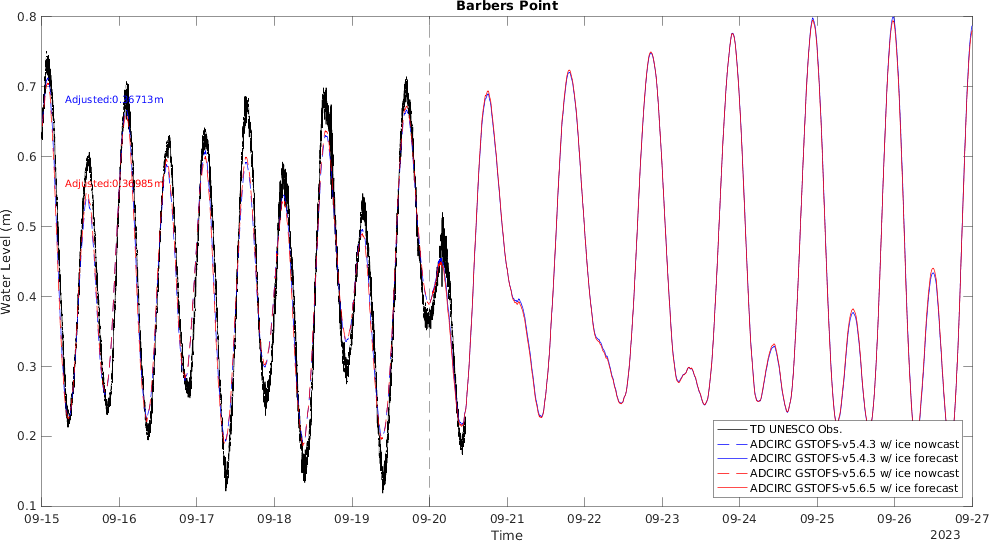 Barbers Point
0.8
0.7
0.6
0.5
0.4
0.3
0.2
0.1
Water Level (m)
Adjusted:0.36713m
Adjusted:0.36985m
TD UNESCO Obs.
ADCIRC GSTOFS-v5.4.3 w/ ice nowcast
ADCIRC GSTOFS-v5.4.3 w/ ice forecast
ADCIRC GSTOFS-v5.6.5 w/ ice nowcast
ADCIRC GSTOFS-v5.6.5 w/ ice forecast
09-15 09-16 09-17 09-18 09-19 09-20 09-21 09-22 09-23 09-24 09-25 09-26 09-27
Time
2023